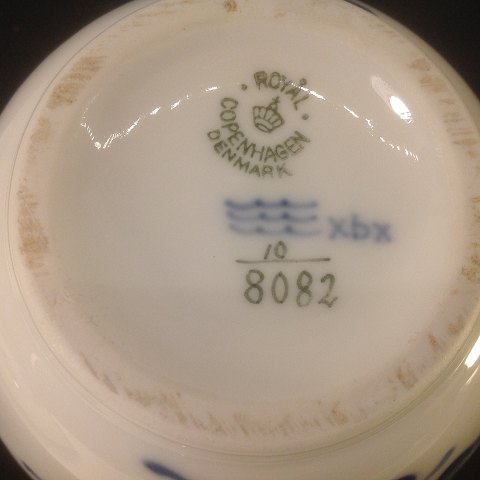 ROYAL
COPENHAGEN
DENMARK
xbx
10
8082